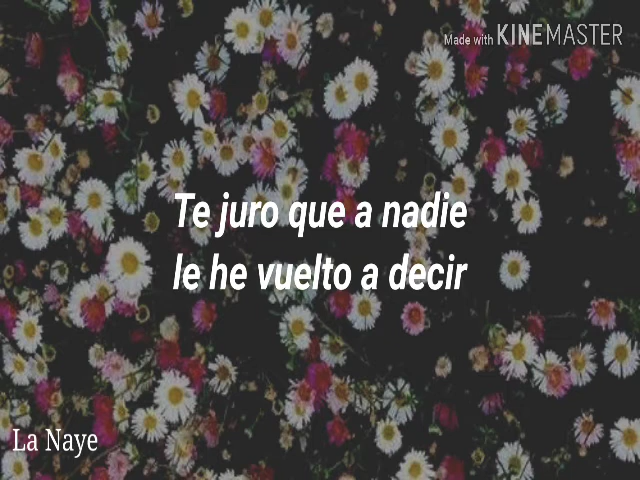 Made with KINEMASTER
Te juro que a nadie
le he vuelto a decir
La Naye